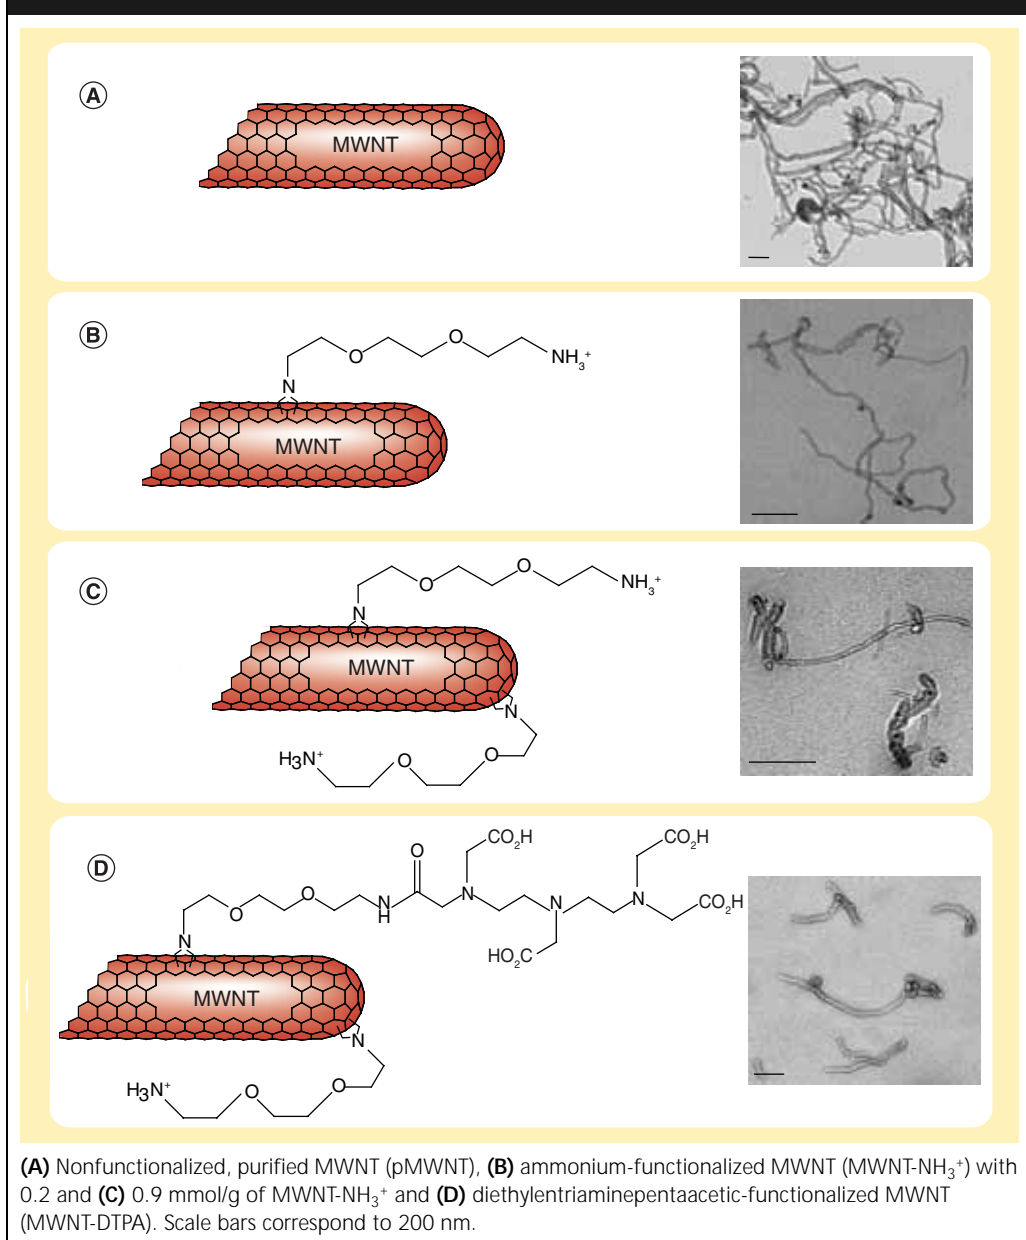 A
MWNT
B
O
O
NH3+
N
MWNT
C
O
O
NH3+
N
MWNT
N
H3N+
O
O
D
O
CO2H
CO2H
O
O
N
H
N
N
N
CO2H
HO2C
N
MWNT
N
H3N+
O
O
(A) Nonfunctionalized, purified MWNT (pMWNT), (B) ammonium-functionalized MWNT (MWNT-NH3+) with
0.2 and (C) 0.9 mmol/g of MWNT-NH3+ and (D) diethylentriaminepentaacetic-functionalized MWNT
(MWNT-DTPA). Scale bars correspond to 200 nm.